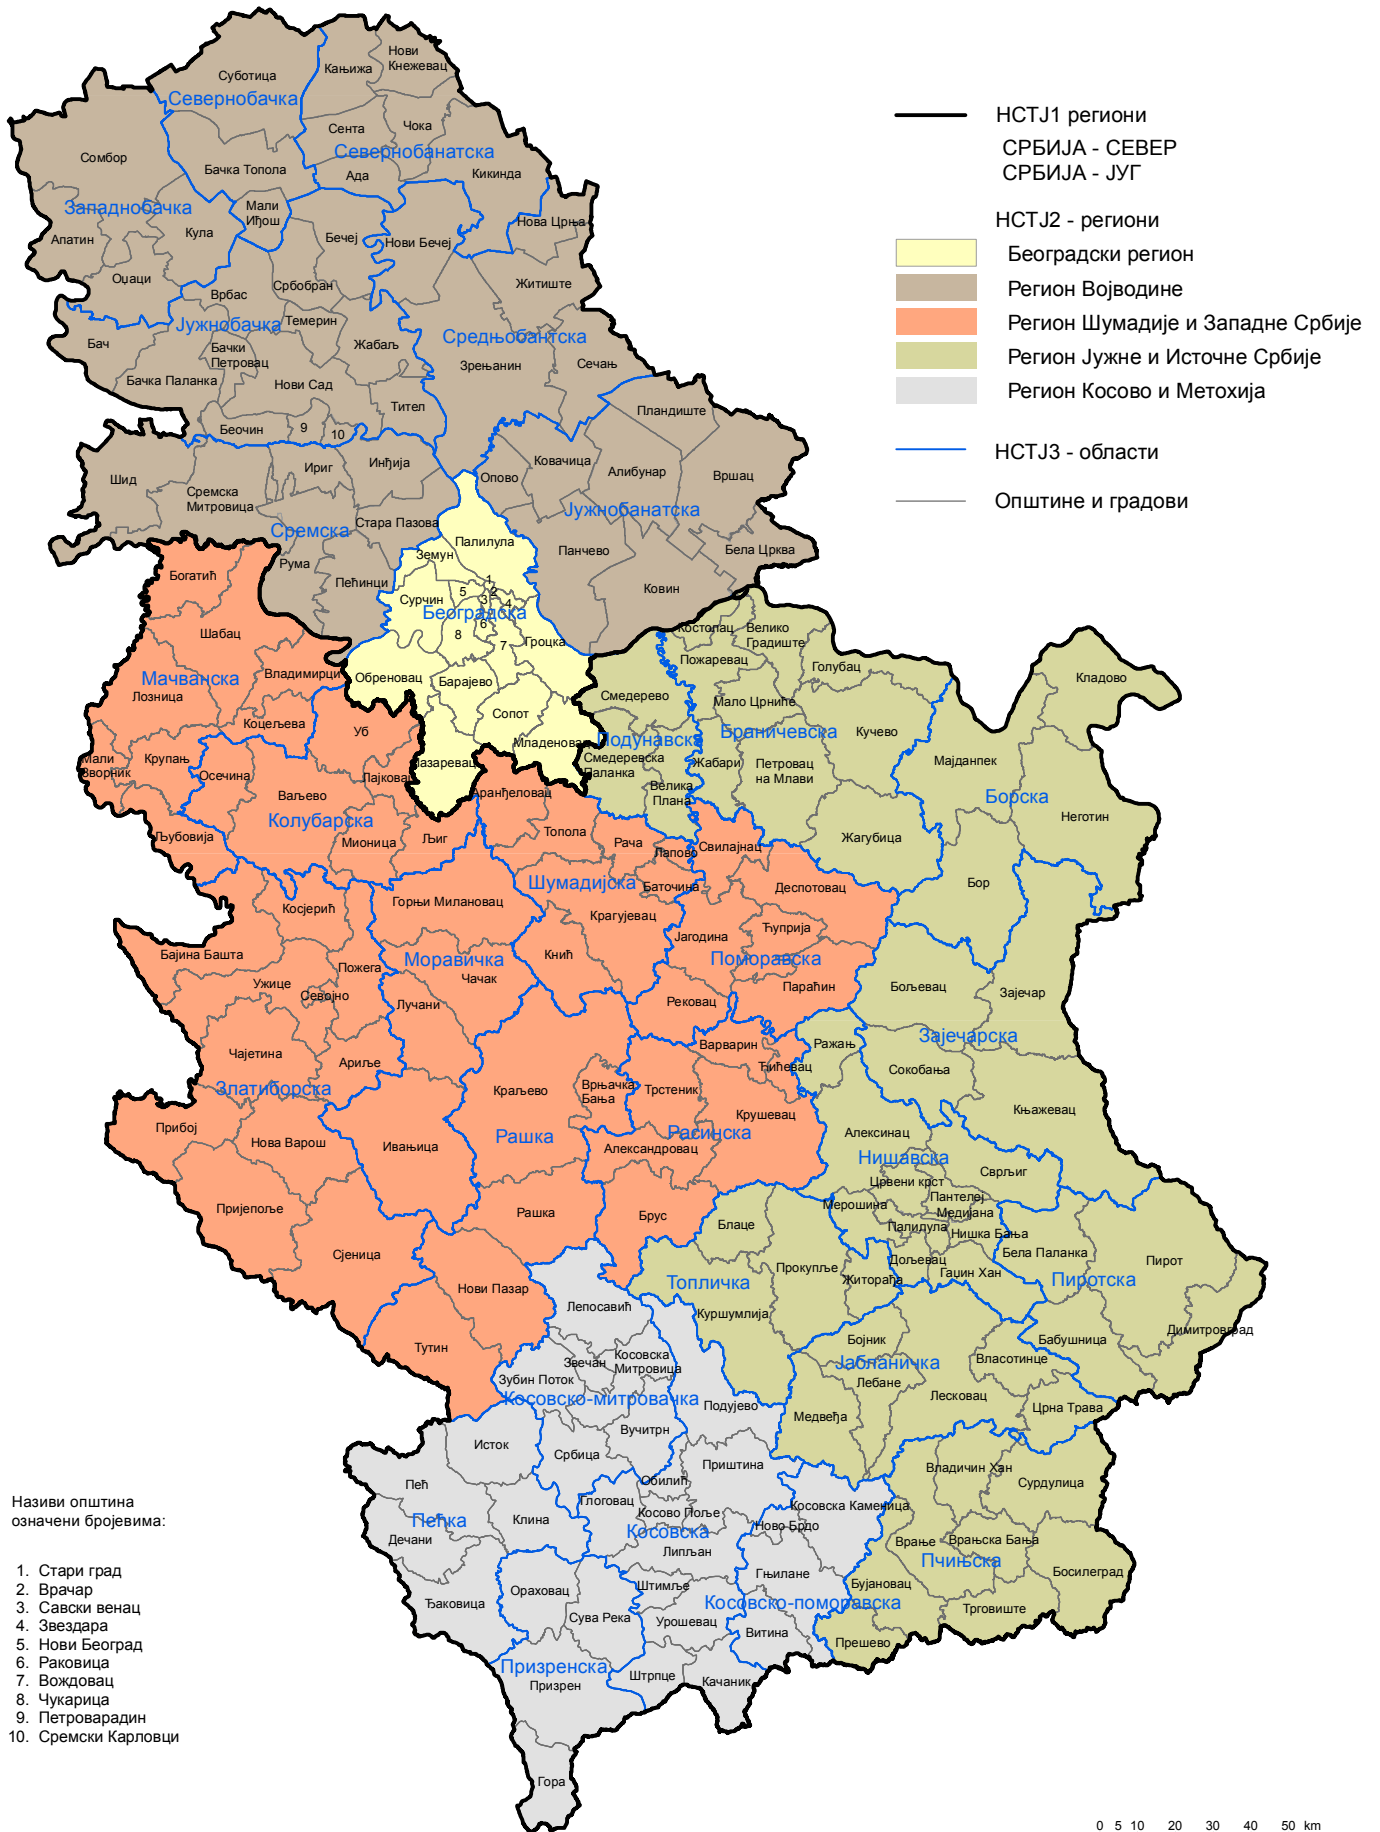 НСТЈ1 региони
СРБИЈА - СЕВЕР
СРБИЈА - ЈУГ
НСТЈ2 - региони
Београдски регион
Регион Војводине
Регион Шумадије и Западне Србије
Регион Јужне и Источне Србије
Регион Косово и Метохија
НСТЈ3 - области
Општине и градови
Суботица
Кањижа
Нови
Кнежевац
Севернобачка
Сента
Чока
Севернобанатска
Сомбор
Бачка Топола
Ада
Кикинда
Западнобачка
Мали
Иђош
Апатин
Кула
Бечеј
Нови Бечеј
Нова Црња
Оџаци
Врбас
Србобран
Житиште
Јужнобачка
Темерин
Средњобантска
Бач
Бачки
Петровац
Жабаљ
Зрењанин
Сечањ
Бачка Паланка
Нови Сад
Тител
Пландиште
Беочин
9
10
Шид
Ириг
Инђија
Опово
Ковачица
Алибунар
Вршац
Сремска
Митровица
Јужнобанатска
Сремска
Стара Пазова
Палилула
Земун
Панчево
Бела Црква
Рума
Пећинци
Ковин
Богатић
Сурчин
5
1
2
3
4
Београдска
6
8
7
Гроцка
Шабац
Костолац
Велико
Градиште
Мачванска
Владимирци
Обреновац
Барајево
Пожаревац
Голубац
Кладово
Лозница
Смедерево
Мало Црниће
Коцељева
Уб
Сопот
Подунавска
Браничевска
Кучево
Младеновац
Мали
Зворник
Крупањ
Осечина
Лазаревац
Смедеревска
Паланка
Жабари
Петровац
на Млави
Мајданпек
Лајковац
Ваљево
Аранђеловац
Велика
Плана
Борска
Колубарска
Неготин
Љубовија
Мионица
Љиг
Топола
Рача
Лапово
Свилајнац
Жагубица
Шумадијска
Баточина
Деспотовац
Бор
Косјерић
Горњи Милановац
Крагујевац
Јагодина
Ћуприја
Бајина Башта
Пожега
Моравичка
Чачак
Кнић
Поморавска
Ужице
Севојно
Лучани
Рековац
Параћин
Бољевац
Зајечар
Чајетина
Ариље
Варварин
Ћићевац
Ражањ
Зајечарска
Златиборска
Краљево
Врњачка
Бања
Трстеник
Сокобања
Књажевац
Прибој
Нова Варош
Ивањица
Рашка
Расинска
Крушевац
Алексинац
Александровац
Нишавска
Сврљиг
Пријепоље
Рашка
Брус
Блаце
Мерошина
Црвени крст
Пантелеј
Медијана
Палилула
Нишка Бања
Сјеница
Прокупље
Дољевац
Бела Паланка
Пирот
Нови Пазар
Топличка
Житорађа
Гаџин Хан
Пиротска
Лепосавић
Куршумлија
Димитровград
Тутин
Бојник
Бабушница
Звечан
Косовска
Митровица
Јабланичка
Власотинце
Зубин Поток
Лебане
Косовско-митровачка
Подујево
Лесковац
Црна Трава
Медвеђа
Исток
Србица
Вучитрн
Приштина
Владичин Хан
Сурдулица
Пећ
Обилић
Глоговац
Косово Поље
Косовска Каменица
Пећка
Клина
Косовска
Ново Брдо
Дечани
Липљан
Врање
Врањска Бања
Пчињска
Ђаковица
Ораховац
Штимље
Гњилане
Бујановац
Босилеград
Сува Река
Урошевац
Косовско-поморавска
Трговиште
Витина
Прешево
Призренска
Призрен
Штрпце
Качаник
Гора
Називи општина
означени бројевима:
1. Стари град
2. Врачар
3. Савски венац
4. Звездара
5. Нови Београд
6. Раковица
7. Вождовац
8. Чукарица
9. Петроварадин
10. Сремски Карловци
0 5 10 20 30 40 50 km